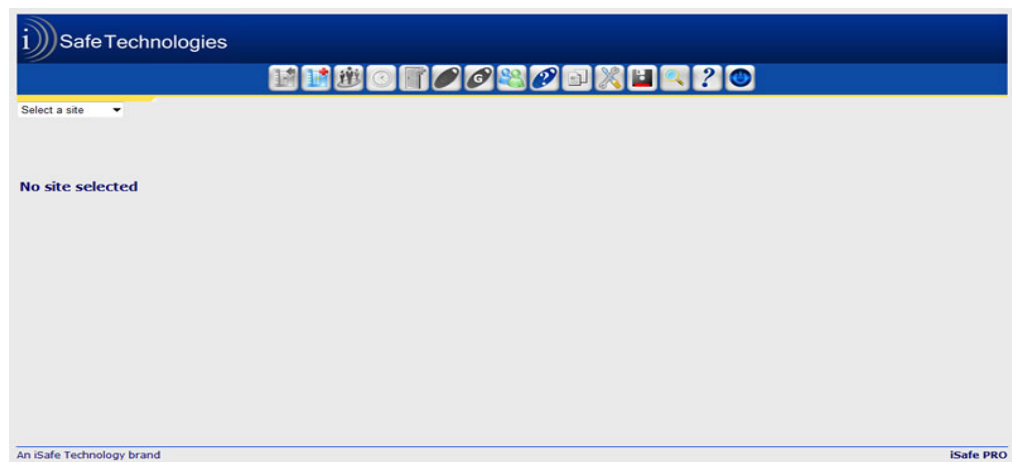 i)))Safe Technologies
G ? ?
Select a site
No site selected
An iSafe Technology brand
iSafe PRO